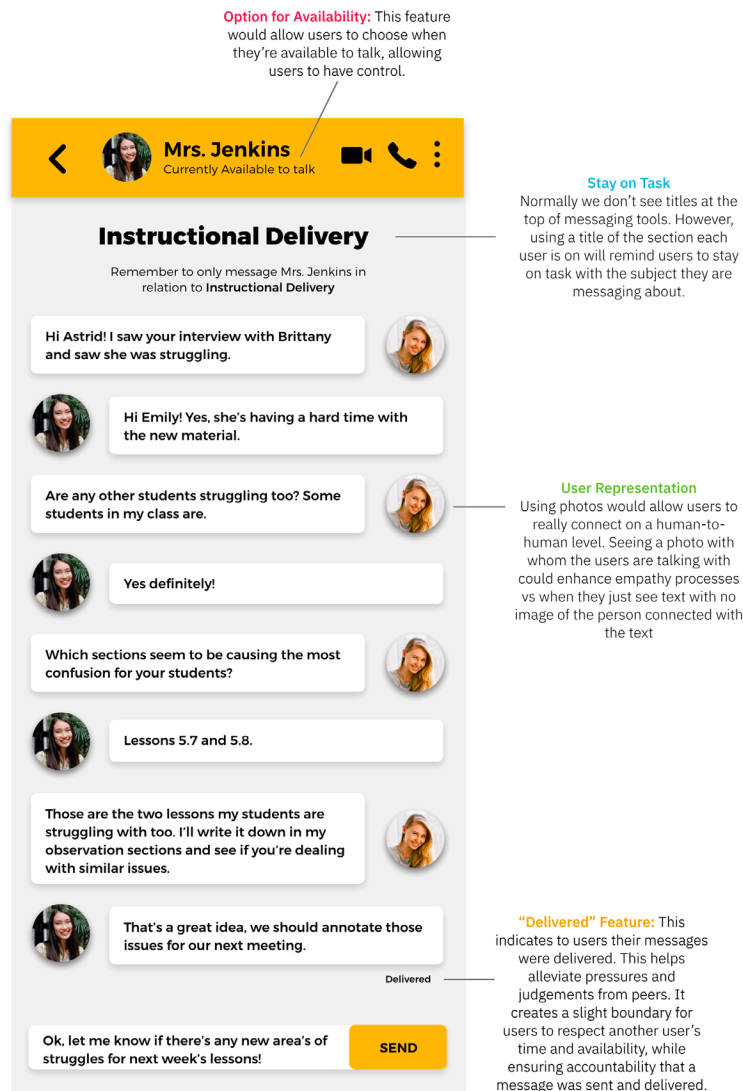 Option for Availability: This feature
would allow users to choose when
they're available to talk, allowing
users to have control.
Mrs. Jenkins
Currently Available to talk
Instructional Delivery
Remember to only message Mrs. Jenkins in
relation to Instructional Delivery
Stay on Task
Normally we don't see titles at the
top of messaging tools. However,
using a title of the section each
user is on will remind users to stay
on task with the subject they are
messaging about.
Hi Astrid! I saw your interview with Brittany
and saw she was struggling.
Hi Emily! Yes, she's having a hard time with
the new material.
Are any other students struggling too? Some
students in my class are.
User Representation
Using photos would allow users to
really connect on a human-to-
human level. Seeing a photo with
whom the users are talking with
could enhance empathy processes
vs when they just see text with no
image of the person connected with
the text
Yes definitely!
Which sections seem to be causing the most
confusion for your students?
Lessons 5.7 and 5.8.
Those are the two lessons my students are
struggling with too. I'll write it down in my
observation sections and see if you're dealing
with similar issues.
That's a great idea, we should annotate those
issues for our next meeting.
Delivered
"Delivered" Feature: This
indicates to users their messages
were delivered. This helps
alleviate pressures and
judgements from peers. It
creates a slight boundary for
users to respect another user's
time and availability, while
ensuring accountability that a
message was sent and delivered.
Ok, let me know if there's any new area's of
struggles for next week's lessons!
SEND